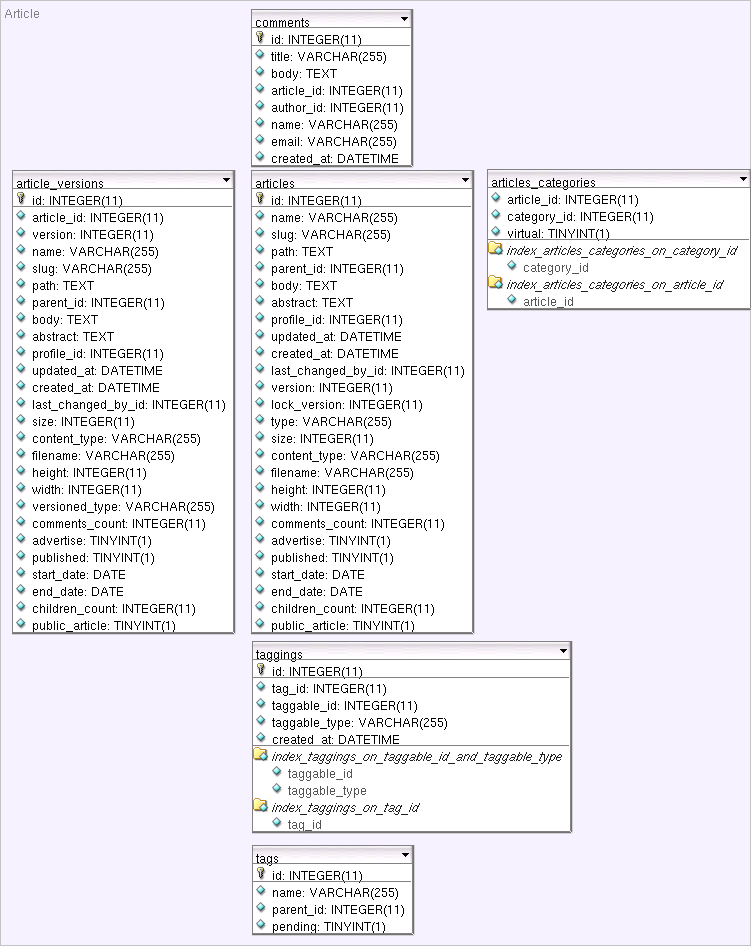 Article
comments
id: INTEGER(11)
title: VARCHAR(255)
body: TEXT
article_id: INTEGER(11)
author_id: INTEGER(11)
name: VARCHAR(255)
email: VARCHAR(255)
created_at: DATETIME
article_versions
id: INTEGER(11)
article_id: INTEGER(11)
version: INTEGER(11)
name: VARCHAR(255)
slug: VARCHAR(255)
path: TEXT
parent_id: INTEGER(11)
body: TEXT
abstract: TEXT
profile_id: INTEGER(11)
updated_at: DATETIME
created_at: DATETIME
last_changed_by_id: INTEGER(11)
size: INTEGER(11)
content_type: VARCHAR(255)
filename: VARCHAR(255)
height: INTEGER(11)
width: INTEGER(11)
versioned_type: VARCHAR(255)
comments_count: INTEGER(11)
advertise: TINYINT(1)
published: TINYINT(1)
start_date: DATE
end_date: DATE
children_count: INTEGER(11)
public_article: TINYINT(1)
articles
id: INTEGER(11)
name: VARCHAR(255)
slug: VARCHAR(255)
path: TEXT
parent_id: INTEGER(11)
body: TEXT
abstract: TEXT
profile_id: INTEGER(11)
updated_at: DATETIME
created_at: DATETIME
last_changed_by_id: INTEGER(11)
version: INTEGER(11)
lock_version: INTEGER(11)
type: VARCHAR(255)
size: INTEGER(11)
content_type: VARCHAR(255)
filename: VARCHAR(255)
height: INTEGER(11)
width: INTEGER(11)
comments_count: INTEGER(11)
advertise: TINYINT(1)
published: TINYINT(1)
start_date: DATE
end_date: DATE
children_count: INTEGER(11)
public_article: TINYINT(1)
articles_categories
article_id: INTEGER(11)
category_id: INTEGER(11)
virtual: TINYINT(1)
index_articles_categories_on_category_id
category_id
index_articles_categories_on_article_id
article_id
taggings
id: INTEGER(11)
tag_id: INTEGER(11)
taggable_id: INTEGER(11)
taggable_type: VARCHAR(255)
created_at: DATETIME
index_taggings_on_taggable_id_and_taggable_type
taggable_id
taggable_type
index_taggings_on_tag_id
tag_id
tags
id: INTEGER(11)
name: VARCHAR(255)
parent_id: INTEGER(11)
pending: TINYINT(1)